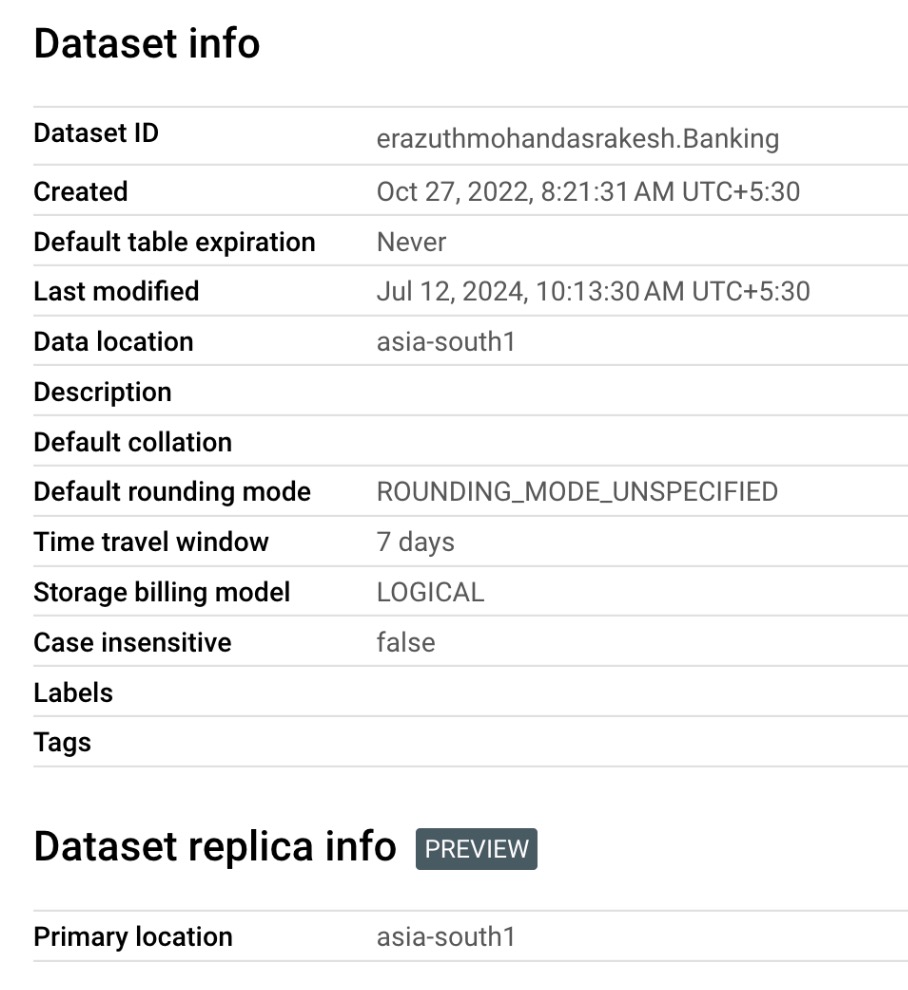 Dataset info
Dataset ID erazuthmohandasrakesh.Banking
Created Oct 27, 2022, 8:21:31 AM UTC+5:30
Default table expiration Never
Last modified Jul 12, 2024, 10:13:30 AM UTC+5:30
Data location asia-south1
Description
Default collation
Default rounding mode ROUNDING_MODE_UNSPECIFIED
Time travel window 7 days
Storage billing model LOGICAL
Case insensitive false
Labels
Tags
Dataset replica info PREVIEW
Primary location asia-south1